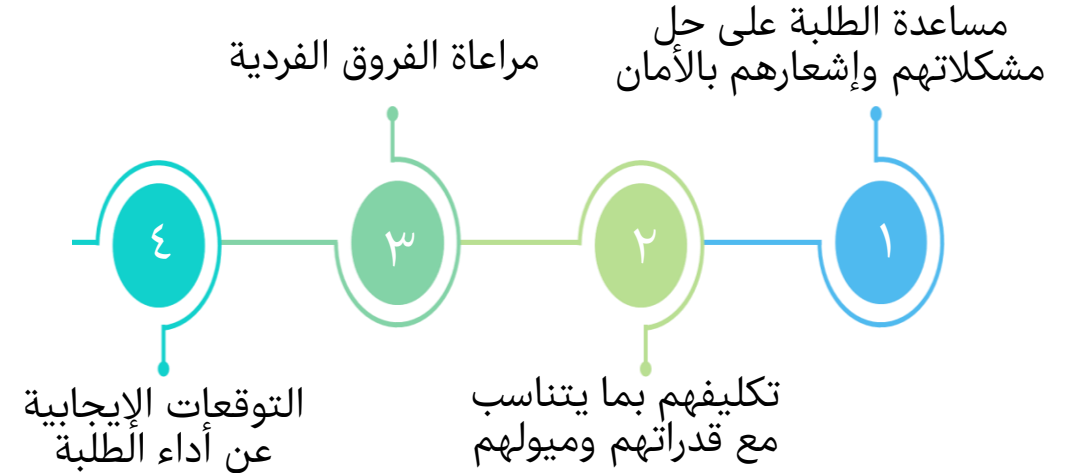 مساعدة الطلبة على حل
مشكلاتهم وإشعارهم بالأمان
١
٢
تكليفهم بما يتناسب
مع قدراتهم وميولهم
مراعاة الفروق الفردية
٣
٤
التوقعات الإيجابية
عن أداء الطلبة